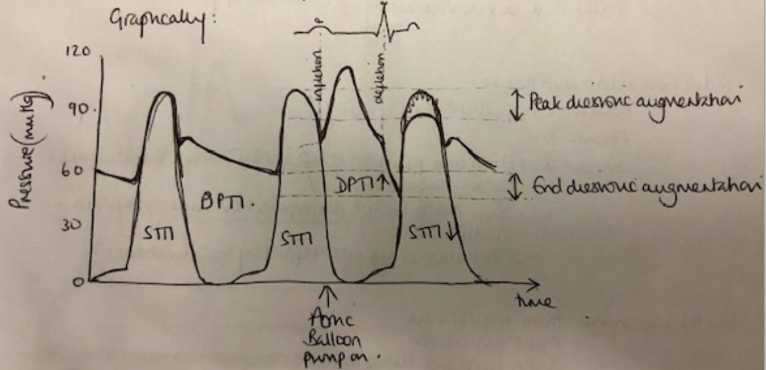 Graphically:
P
R
120
90
60
30
0
Pressure (mmHg)
inflation
deflation
Peak diastolic augmentation
End diastolic augmentation
STTI
DPTI
STTI
DPTI↑
STTI↓
time
Aortic
Balloon
pump on.